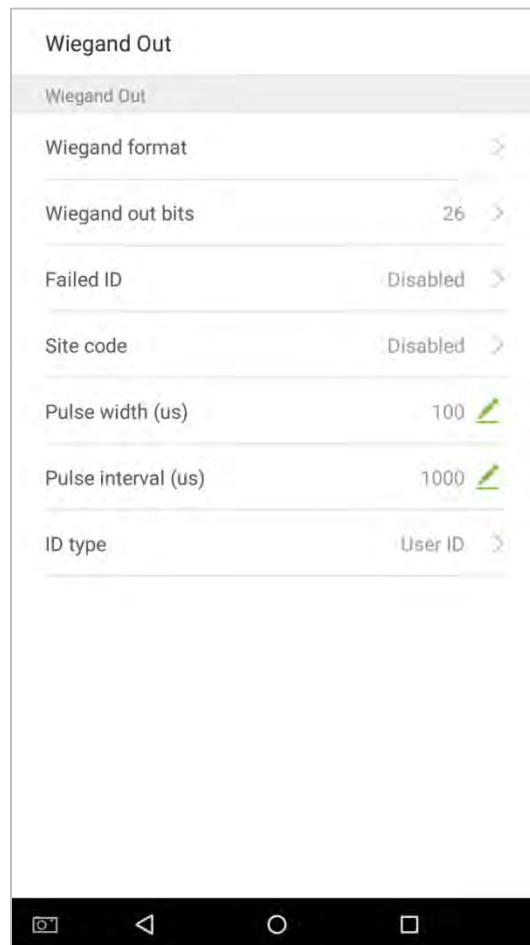 Wiegand Out
Wiegand Out
Wiegand format
Wiegand out bits 26
Failed ID Disabled
Site code Disabled
Pulse width (us) 100
Pulse interval (us) 1000
ID type User ID